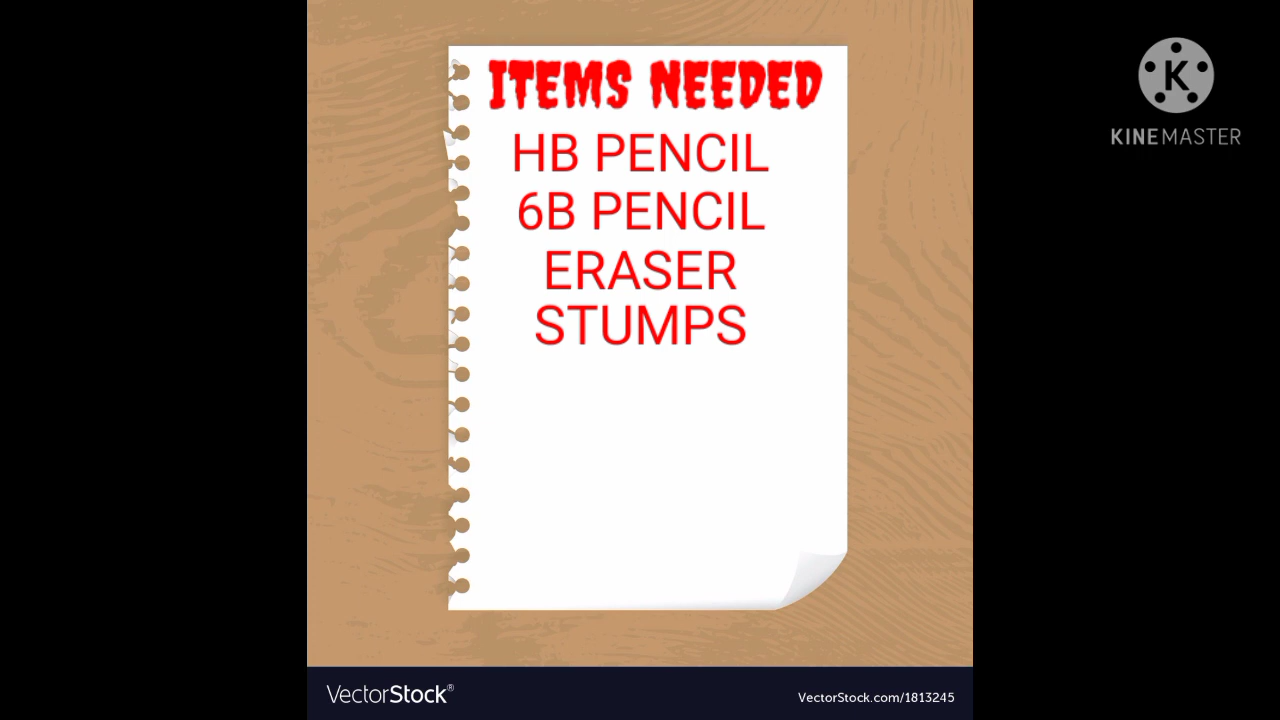 ITEMS NEEDED
HB PENCIL
6B PENCIL
ERASER
STUMPS
K
KINEMASTER
VectorStock®
VectorStock.com/1813245